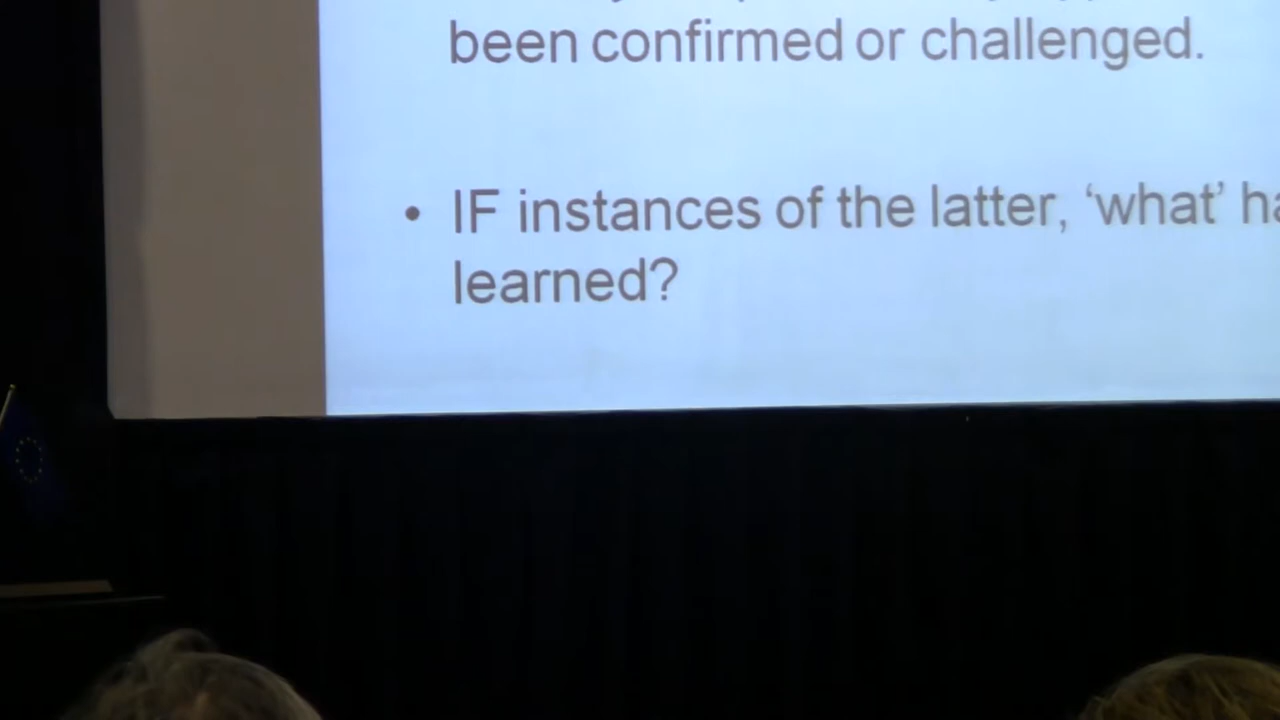 been confirmed or challenged.
• IF instances of the latter, ‘what’
learned?